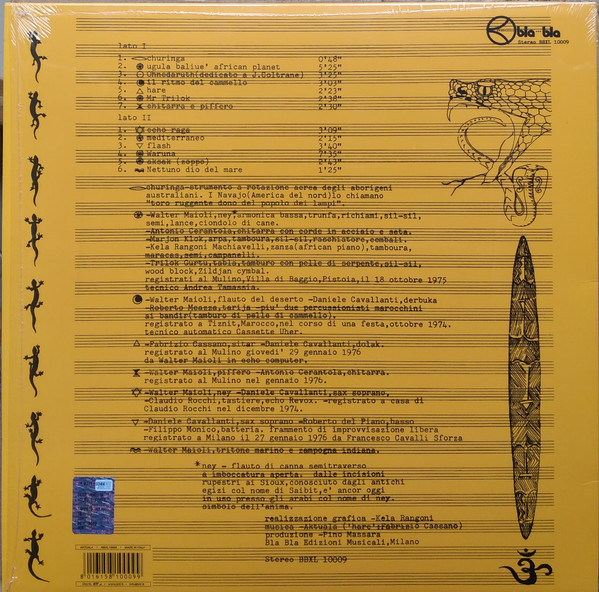 bla bla
Stereo BBXL 10009
lato I
1. churinga 0'48"
2. ugula baliue' african planet 5'25"
3. Ohnedaruth(dedicato a J.Coltrane) 3'25"
4. il ritmo del cammello 3'03"
5. hare 2'23"
6. Mr Trilok 2'38"
7. chitarra e piffero 2'30"
lato II
1. echo raga 3'09"
2. mediterraneo 2'15"
3. flash 3'40"
4. Waruna 7'35"
5. aksak (zoppo) 2'43"
6. Nettuno dio del mare 1'25"
churinga-strumento a rotazione aerea degli aborigeni
australiani. I Navajo(America del nord)lo chiamano
"toro ruggente dono del popolo dei lampi".
-Walter Maioli,ney*armonica bassa,trunfa,richiami,sil-sil,
semi,lance,ciondolo di cane.
-Antonio Cerantola,chitarra con corde in acciaio e seta.
-Marjon Klok,arpa,tamboura,sil-sil,raschiatore,cembali.
-Kela Rangoni Machiavelli,zanza(african piano),tamboura,
maracas,semi,campanelli.
-Trilok Gurtu,tabla,tamburo con pelle di serpente,sil-sil,
wood block,Zildjan cymbal.
registrati al Mulino,Villa di Baggio,Pistoia,il 18 ottobre 1975
tecnico Andrea Tamassia.
-Walter Maioli,flauto del deserto -Daniele Cavallanti,derbuka
-Roberto Meazza,tarija -piu' due percussionisti marocchini
ai bandir(tamburo di pelle di cammello).
registrato a Tiznit,Marocco,nel corso di una festa,ottobre 1974.
tecnico automatico Cassette Uher.
-Fabrizio Cassano,sitar -Daniele Cavallanti,dolak.
registrato al Mulino giovedi' 29 gennaio 1976
da Walter Maioli in echo computer.
-Walter Maioli,piffero -Antonio Cerantola,chitarra.
registrato al Mulino nel gennaio 1976.
-Walter Maioli,ney -Daniele Cavallanti,sax soprano,
-Claudio Rocchi,tastiere,echo Revox. -registrato a casa di
Claudio Rocchi nel dicembre 1974.
-Daniele Cavallanti,sax soprano -Roberto del Piano,basso
-Filippo Monico,batteria. frammento di improvvisazione libera
registrato a Milano il 27 gennaio 1976 da Francesco Cavalli Sforza
-Walter Maioli,tritone marino e zampogna indiana.
*ney - flauto di canna semitraverso
a imboccatura aperta. dalle incisioni
rupestri ai Sioux,conosciuto dagli antichi
egizi col nome di Saibit,e' ancor oggi
in uso presso gli arabi col nome di ney.
simbolo dell'anima.
realizzazione grafica -Kela Rangoni
musica -Aktuala ('hare'Fabrizio Cassano)
produzione -Pino Massara
Bla Bla Edizioni Musicali,Milano
Stereo BBXL 10009
8 016158 100099